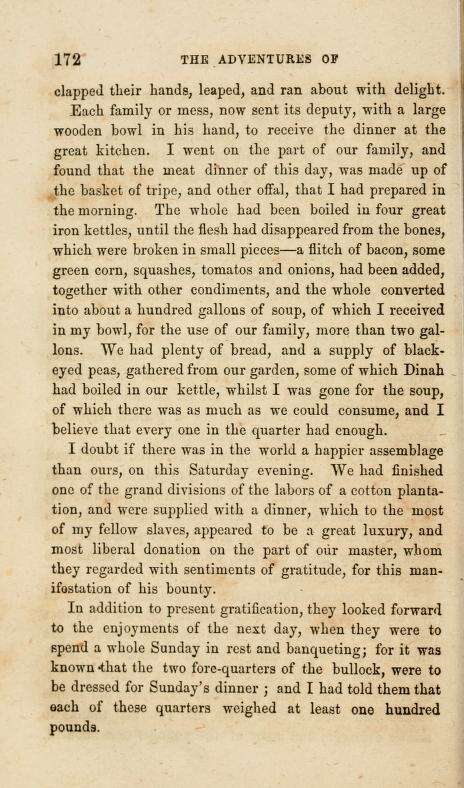 172 THE ADVENTURES OF
clapped their hands, leaped, and ran about with delight.
Each family or mess, now sent its deputy, with a large
wooden bowl in his hand, to receive the dinner at the
great kitchen. I went on the part of our family, and
found that the meat dinner of this day, was made up of
the basket of tripe, and other offal, that I had prepared in
the morning. The whole had been boiled in four great
iron kettles, until the flesh had disappeared from the bones,
which were broken in small pieces—a flitch of bacon, some
green corn, squashes, tomatos and onions, had been added,
together with other condiments, and the whole converted
into about a hundred gallons of soup, of which I received
in my bowl, for the use of our family, more than two gal-
lons. We had plenty of bread, and a supply of black-
eyed peas, gathered from our garden, some of which Dinah
had boiled in our kettle, whilst I was gone for the soup,
of which there was as much as we could consume, and I
believe that every one in the quarter had enough.
I doubt if there was in the world a happier assemblage
than ours, on this Saturday evening. We had finished
one of the grand divisions of the labors of a cotton planta-
tion, and were supplied with a dinner, which to the most
of my fellow slaves, appeared to be a great luxury, and
most liberal donation on the part of our master, whom
they regarded with sentiments of gratitude, for this man-
ifestation of his bounty.
In addition to present gratification, they looked forward
to the enjoyments of the next day, when they were to
spend a whole Sunday in rest and banqueting; for it was
known that the two fore-quarters of the bullock, were to
be dressed for Sunday's dinner ; and I had told them that
each of these quarters weighed at least one hundred
pounds.